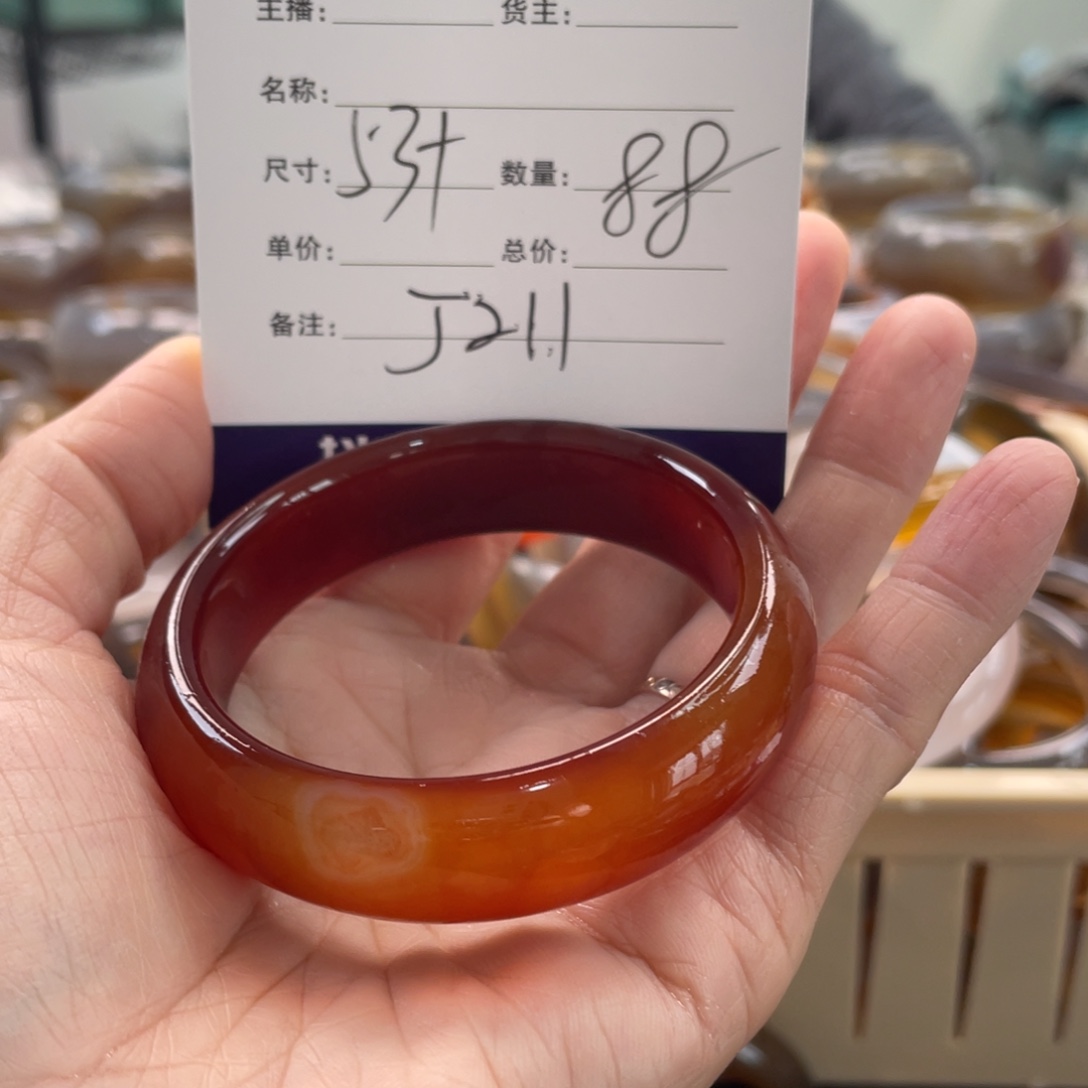 主播: 货主:
名称:
尺寸: 53+ 数量: 88
单价: 总价:
备注: J211